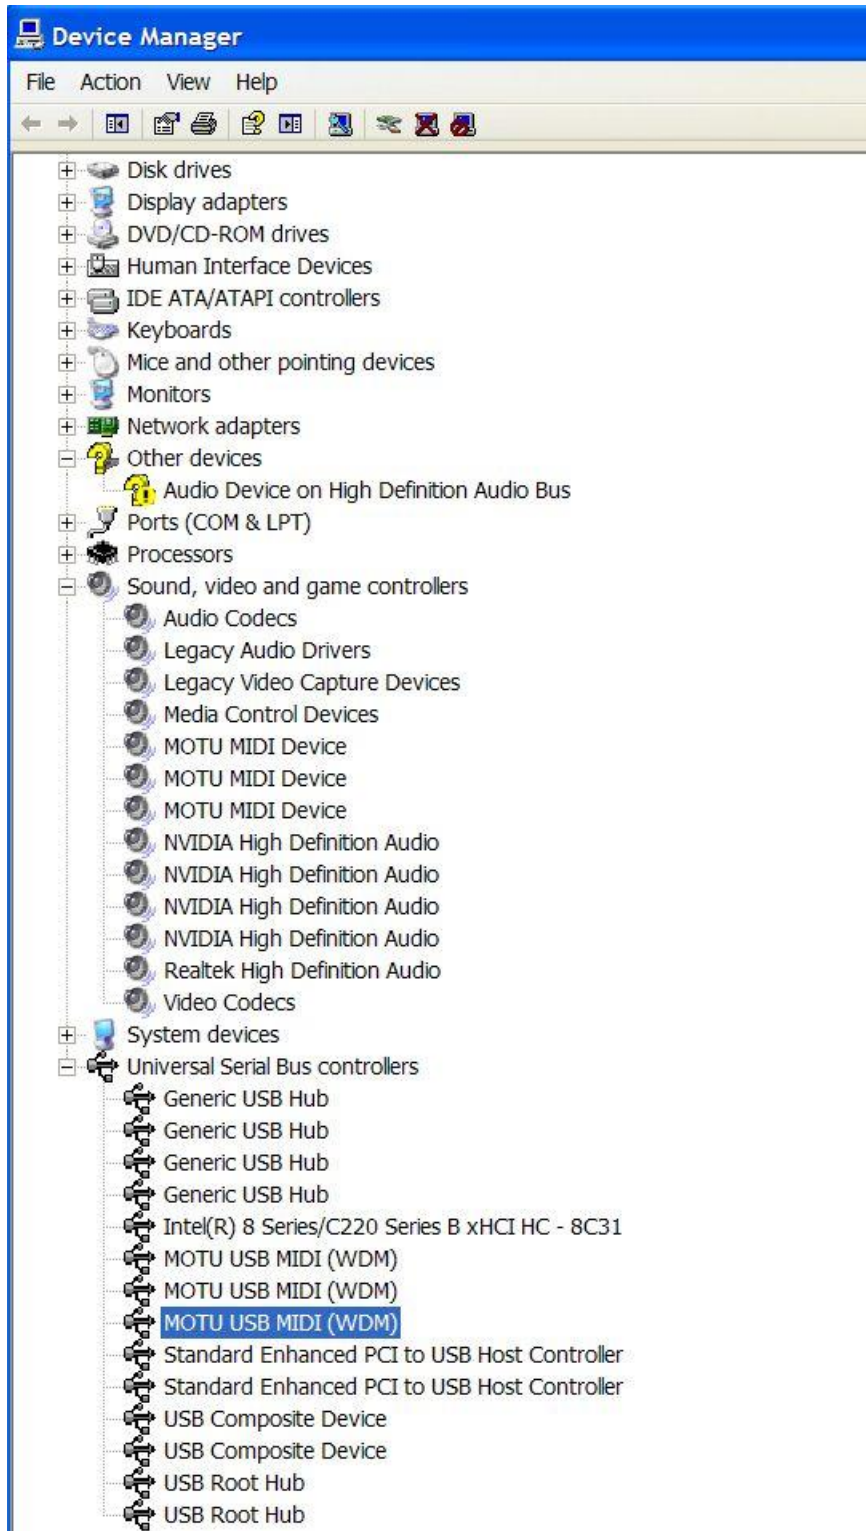 Device Manager
File Action View Help
Disk drives
Display adapters
DVD/CD-ROM drives
Human Interface Devices
IDE ATA/ATAPI controllers
Keyboards
Mice and other pointing devices
Monitors
Network adapters
Other devices
Audio Device on High Definition Audio Bus
Ports (COM & LPT)
Processors
Sound, video and game controllers
Audio Codecs
Legacy Audio Drivers
Legacy Video Capture Devices
Media Control Devices
MOTU MIDI Device
MOTU MIDI Device
MOTU MIDI Device
NVIDIA High Definition Audio
NVIDIA High Definition Audio
NVIDIA High Definition Audio
NVIDIA High Definition Audio
Realtek High Definition Audio
Video Codecs
System devices
Universal Serial Bus controllers
Generic USB Hub
Generic USB Hub
Generic USB Hub
Generic USB Hub
Intel(R) 8 Series/C220 Series B xHCI HC - 8C31
MOTU USB MIDI (WDM)
MOTU USB MIDI (WDM)
MOTU USB MIDI (WDM)
Standard Enhanced PCI to USB Host Controller
Standard Enhanced PCI to USB Host Controller
USB Composite Device
USB Composite Device
USB Root Hub
USB Root Hub